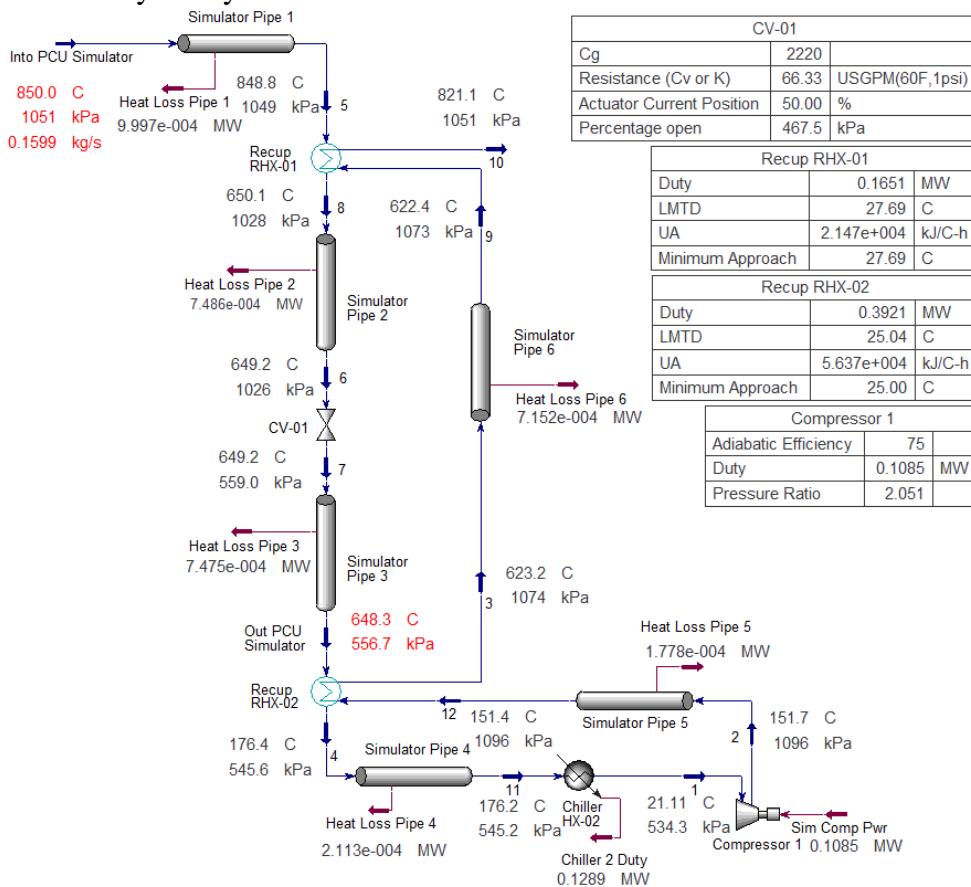 Simulator Pipe 1
Into PCU Simulator
850.0 C
1051 kPa
0.1599 kg/s
Heat Loss Pipe 1
9.997e-004 MW
848.8 C
1049 kPa
5
821.1 C
1051 kPa
10
Recup
RHX-01
650.1 C
1028 kPa
8
622.4 C
1073 kPa
9
Heat Loss Pipe 2
7.486e-004 MW
Simulator
Pipe 2
649.2 C
1026 kPa
6
CV-01
649.2 C
559.0 kPa
7
Heat Loss Pipe 3
7.475e-004 MW
Simulator
Pipe 3
Out PCU
Simulator
648.3 C
556.7 kPa
Simulator
Pipe 6
Heat Loss Pipe 6
7.152e-004 MW
623.2 C
1074 kPa
3
Recup
RHX-02
176.4 C
545.6 kPa
4
Simulator Pipe 4
Heat Loss Pipe 4
2.113e-004 MW
11
176.2 C
545.2 kPa
12
151.4 C
1096 kPa
Simulator Pipe 5
Heat Loss Pipe 5
1.778e-004 MW
151.7 C
1096 kPa
2
Chiller
HX-02
Chiller 2 Duty
0.1289 MW
1
21.11 C
534.3 kPa
Compressor 1
Sim Comp Pwr
0.1085 MW
CV-01
Cg 2220
Resistance (Cv or K) 66.33 USGPM(60F,1psi)
Actuator Current Position 50.00 %
Percentage open 467.5 kPa
Recup RHX-01
Duty 0.1651 MW
LMTD 27.69 C
UA 2.147e+004 kJ/C-h
Minimum Approach 27.69 C
Recup RHX-02
Duty 0.3921 MW
LMTD 25.04 C
UA 5.637e+004 kJ/C-h
Minimum Approach 25.00 C
Compressor 1
Adiabatic Efficiency 75
Duty 0.1085 MW
Pressure Ratio 2.051